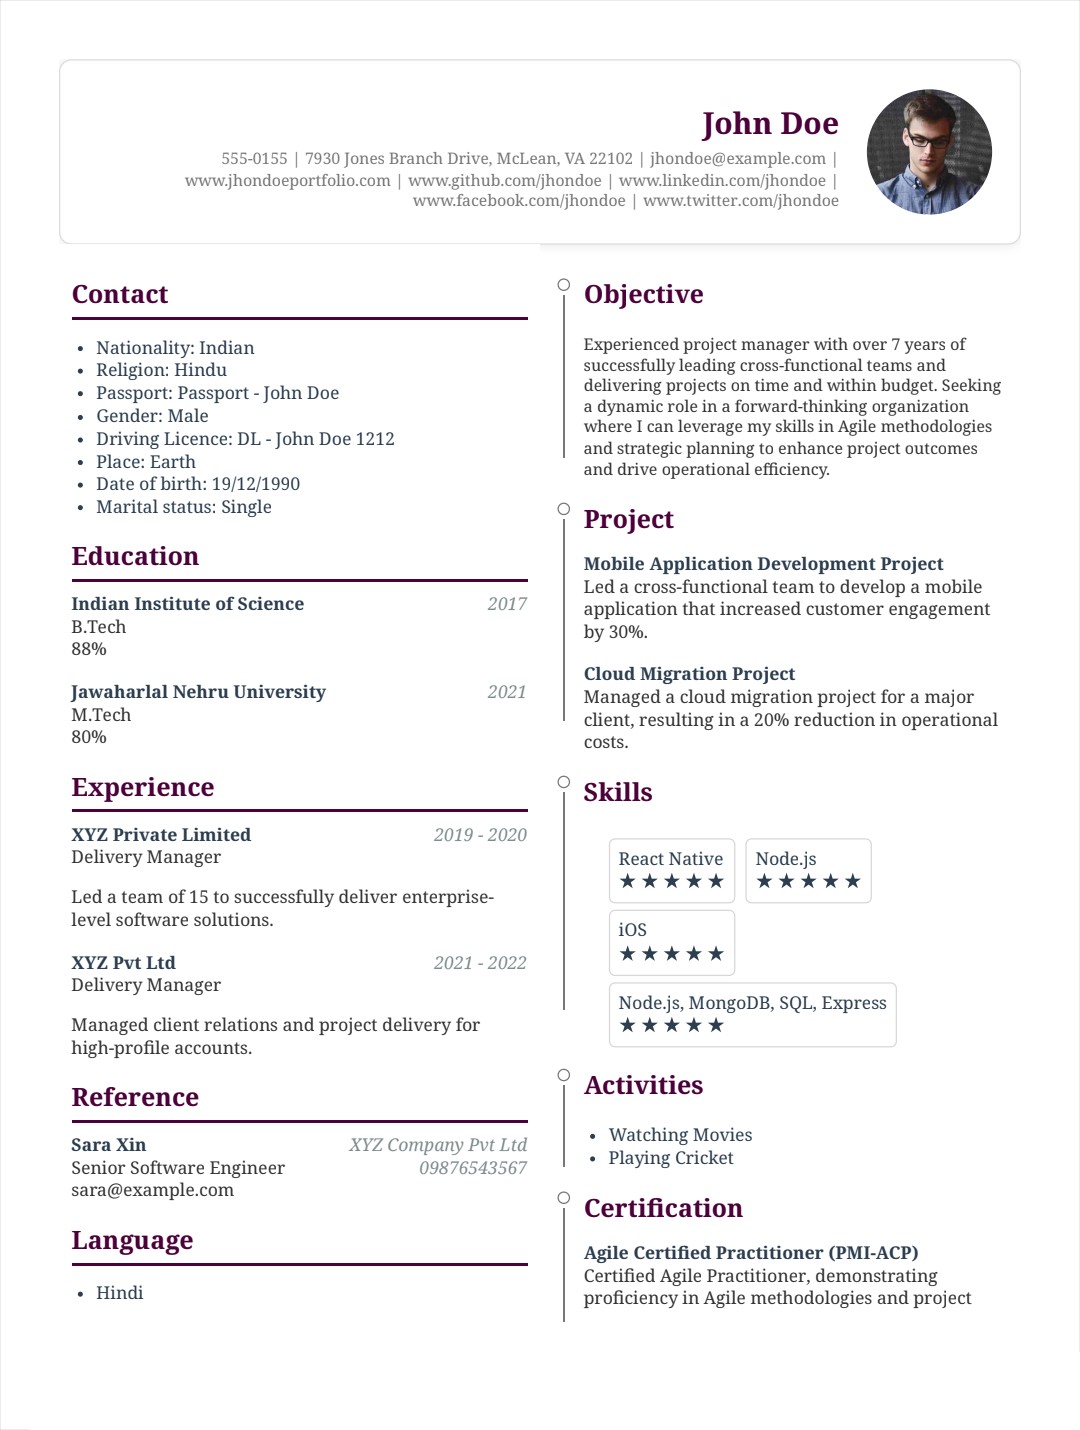 John Doe
555-0155 | 7930 Jones Branch Drive, McLean, VA 22102 | jhondoe@example.com |
www.jhondoeportfolio.com | www.github.com/jhondoe | www.linkedin.com/jhondoe |
www.facebook.com/jhondoe | www.twitter.com/jhondoe
Contact
• Nationality: Indian
• Religion: Hindu
• Passport: Passport - John Doe
• Gender: Male
• Driving Licence: DL - John Doe 1212
• Place: Earth
• Date of birth: 19/12/1990
• Marital status: Single
Education
Indian Institute of Science 2017
B.Tech
88%
Jawaharlal Nehru University 2021
M.Tech
80%
Experience
XYZ Private Limited 2019 - 2020
Delivery Manager
Led a team of 15 to successfully deliver enterprise-
level software solutions.
XYZ Pvt Ltd 2021 - 2022
Delivery Manager
Managed client relations and project delivery for
high-profile accounts.
Reference
Sara Xin XYZ Company Pvt Ltd
Senior Software Engineer 09876543567
sara@example.com
Language
• Hindi
Objective
Experienced project manager with over 7 years of
successfully leading cross-functional teams and
delivering projects on time and within budget. Seeking
a dynamic role in a forward-thinking organization
where I can leverage my skills in Agile methodologies
and strategic planning to enhance project outcomes
and drive operational efficiency.
Project
Mobile Application Development Project
Led a cross-functional team to develop a mobile
application that increased customer engagement
by 30%.
Cloud Migration Project
Managed a cloud migration project for a major
client, resulting in a 20% reduction in operational
costs.
Skills
React Native Node.js
★★★★★ ★★★★★
iOS
★★★★★
Node.js, MongoDB, SQL, Express
★★★★★
Activities
• Watching Movies
• Playing Cricket
Certification
Agile Certified Practitioner (PMI-ACP)
Certified Agile Practitioner, demonstrating
proficiency in Agile methodologies and project